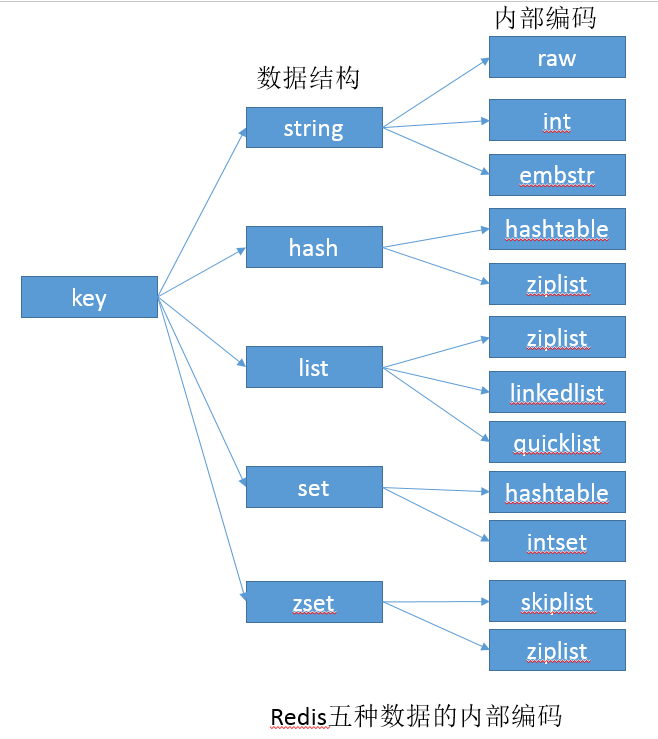 内部编码
raw
数据结构
string
int
embstr
hash
hashtable
ziplist
key
list
ziplist
linkedlist
quicklist
set
hashtable
intset
zset
skiplist
ziplist
Redis五种数据的内部编码